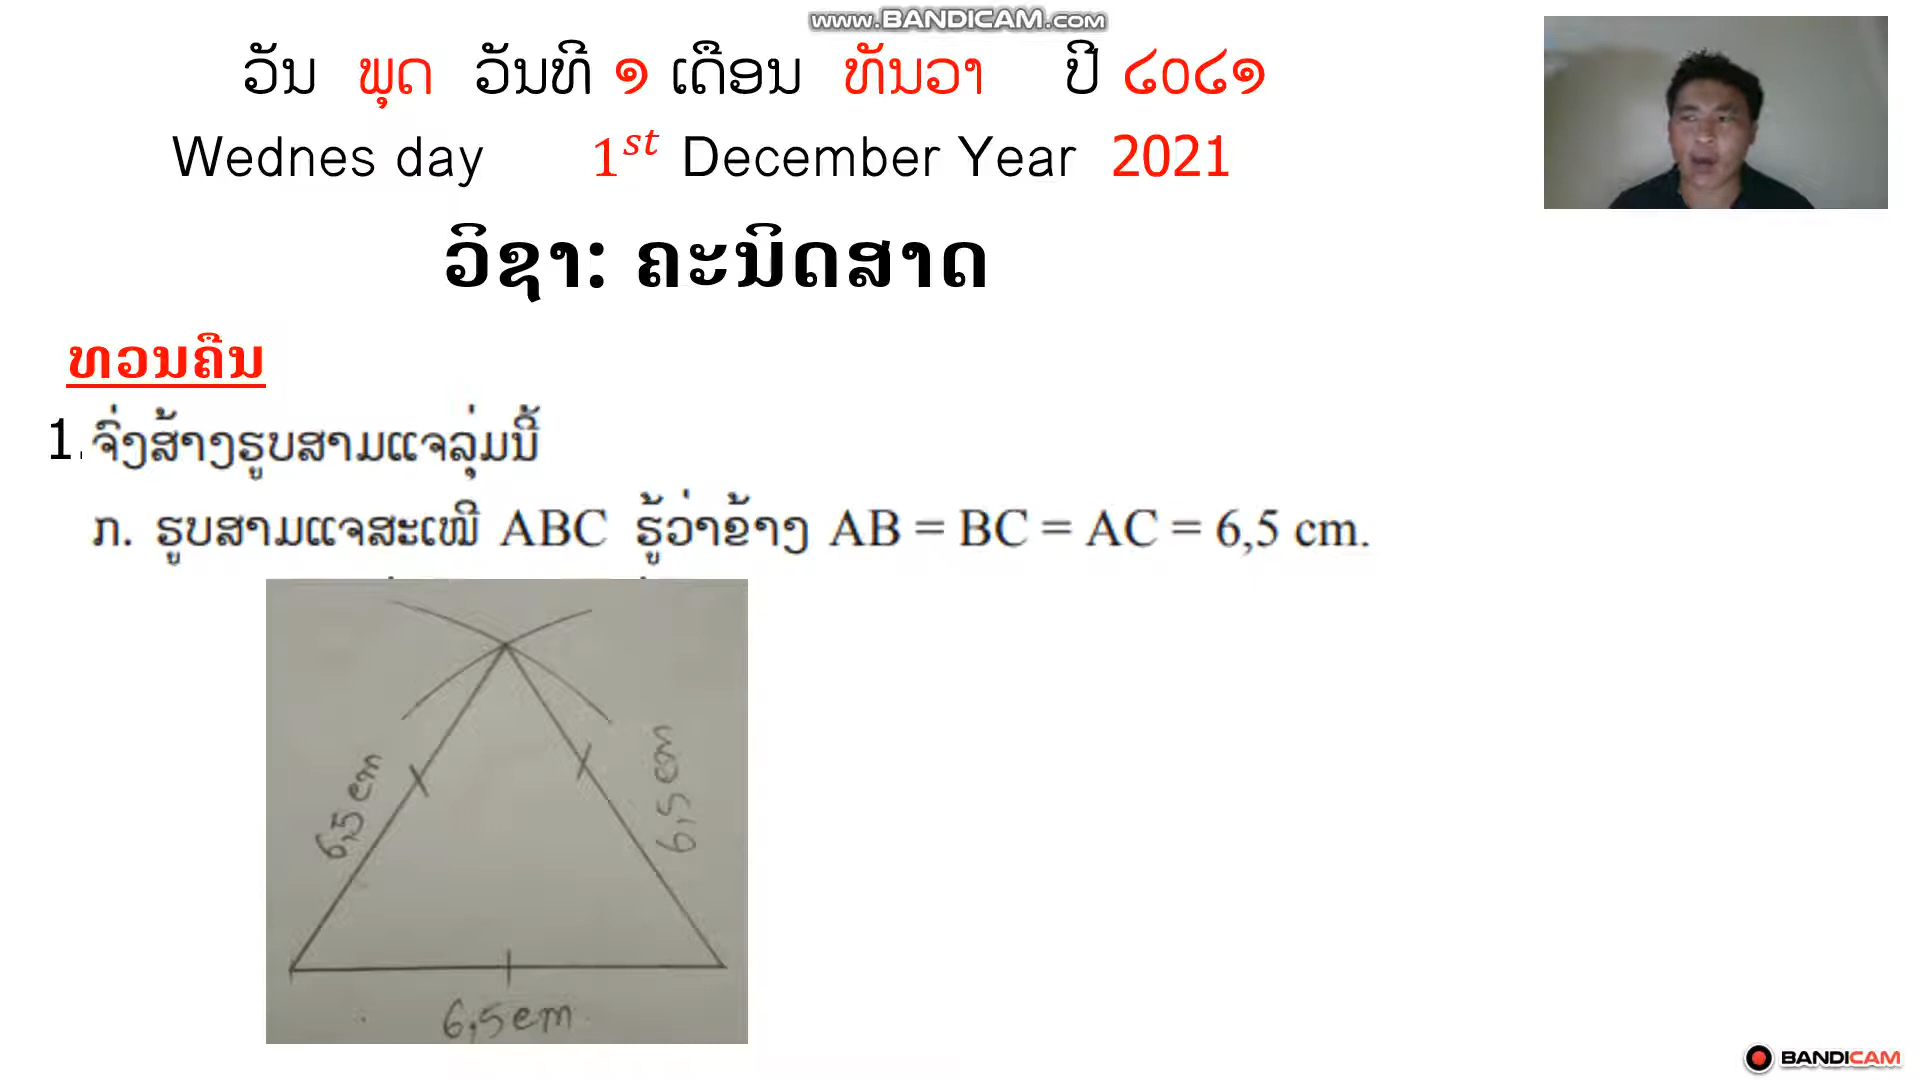 www.BANDICAM.com
ວັນ ພຸດ ວັນທີ ໑ ເດືອນ ທັນວາ ປີ ໒໐໒໑
Wednes day 1st December Year 2021
ວິຊາ: ຄະນິດສາດ
ທວນຄືນ
1. ຈົ່ງສ້າງຮູບສາມແຈລຸ່ມນີ້
ກ. ຮູບສາມແຈສະເໝີ ABC ຮູ້ວ່າຂ້າງ AB = BC = AC = 6,5 cm.
6,5 cm
6,5 cm
6,5 cm
BANDICAM